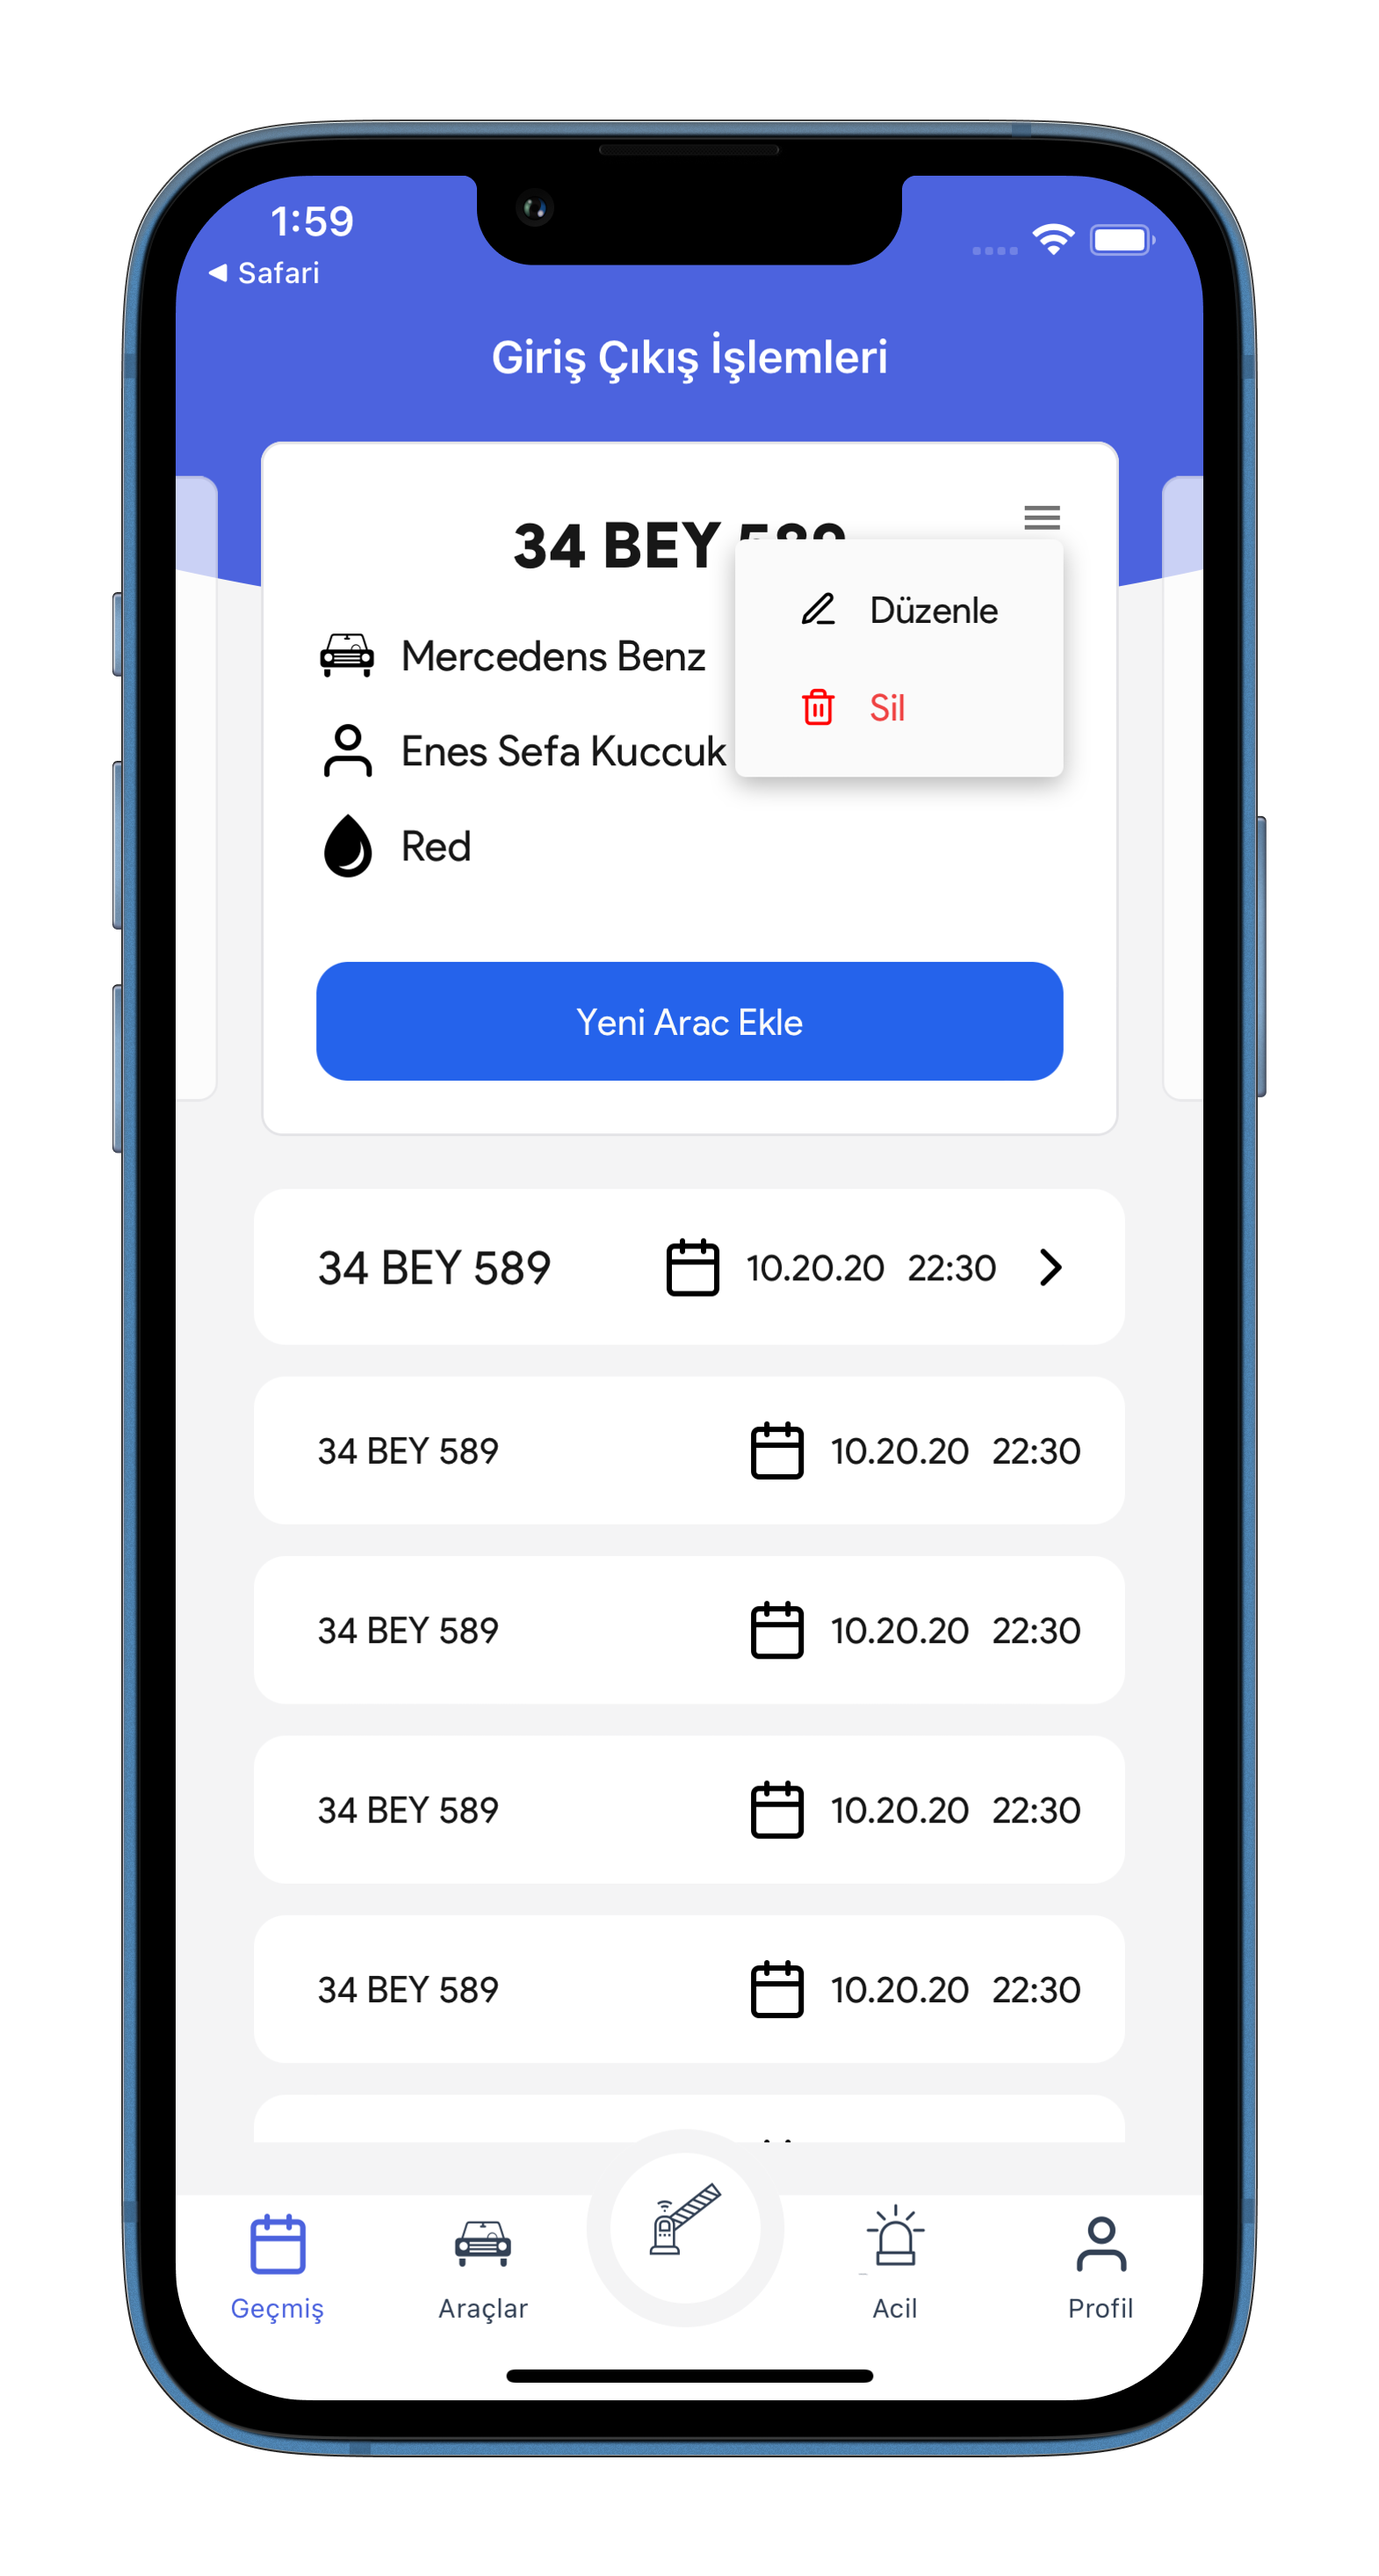 1:59
Safari
Giriş Çıkış İşlemleri
34 BEY 589
Düzenle
Mercedens Benz
Sil
Enes Sefa Kuccuk
Red
Yeni Arac Ekle
34 BEY 589 10.20.20 22:30
34 BEY 589 10.20.20 22:30
34 BEY 589 10.20.20 22:30
34 BEY 589 10.20.20 22:30
34 BEY 589 10.20.20 22:30
Geçmiş Araçlar Acil Profil